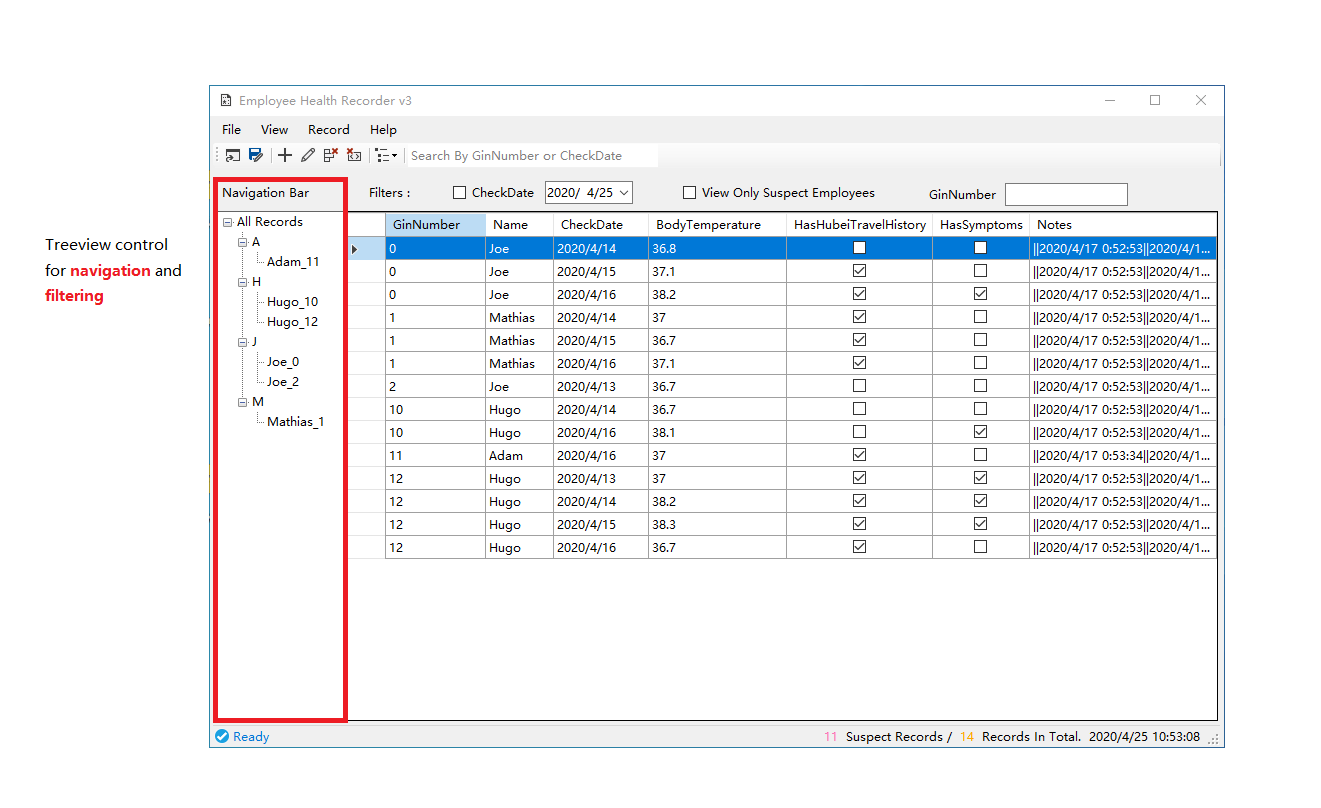 Employee Health Recorder v3
File View Record Help
Search By GinNumber or CheckDate
Navigation Bar
Filters : CheckDate 2020/ 4/25 View Only Suspect Employees GinNumber
Treeview control
for navigation and
filtering
All Records
A
Adam_11
H
Hugo_10
Hugo_12
J
Joe_0
Joe_2
M
Mathias_1
GinNumber Name CheckDate BodyTemperature HasHubeiTravelHistory HasSymptoms Notes
0 Joe 2020/4/14 36.8 ||2020/4/17 0:52:53||2020/4/1...
0 Joe 2020/4/15 37.1 ||2020/4/17 0:52:53||2020/4/1...
0 Joe 2020/4/16 38.2 ||2020/4/17 0:52:53||2020/4/1...
1 Mathias 2020/4/14 37 ||2020/4/17 0:52:53||2020/4/1...
1 Mathias 2020/4/15 36.7 ||2020/4/17 0:52:53||2020/4/1...
1 Mathias 2020/4/16 37.1 ||2020/4/17 0:52:53||2020/4/1...
2 Joe 2020/4/13 36.7 ||2020/4/17 0:52:53||2020/4/1...
10 Hugo 2020/4/14 36.7 ||2020/4/17 0:52:53||2020/4/1...
10 Hugo 2020/4/16 38.1 ||2020/4/17 0:52:53||2020/4/1...
11 Adam 2020/4/16 37 ||2020/4/17 0:53:34||2020/4/1...
12 Hugo 2020/4/13 37 ||2020/4/17 0:52:53||2020/4/1...
12 Hugo 2020/4/14 38.2 ||2020/4/17 0:52:53||2020/4/1...
12 Hugo 2020/4/15 38.3 ||2020/4/17 0:52:53||2020/4/1...
12 Hugo 2020/4/16 36.7 ||2020/4/17 0:52:53||2020/4/1...
Ready 11 Suspect Records / 14 Records In Total. 2020/4/25 10:53:08